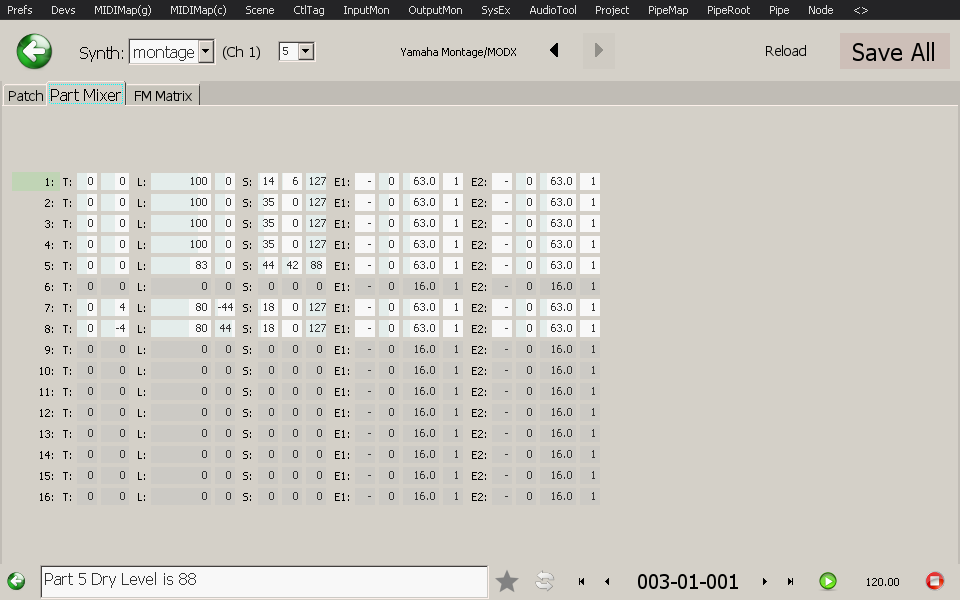 Prefs Devs MIDIMap(g) MIDIMap(c) Scene CtlTag InputMon OutputMon SysEx AudioTool Project PipeMap PipeRoot Pipe Node <>
Synth: montage (Ch 1) 5 Yamaha Montage/MODX Reload Save All
Patch Part Mixer FM Matrix
1: T: 0 0 L: 100 0 S: 14 6 127 E1: - 0 63.0 1 E2: - 0 63.0 1
2: T: 0 0 L: 100 0 S: 35 0 127 E1: - 0 63.0 1 E2: - 0 63.0 1
3: T: 0 0 L: 100 0 S: 35 0 127 E1: - 0 63.0 1 E2: - 0 63.0 1
4: T: 0 0 L: 100 0 S: 35 0 127 E1: - 0 63.0 1 E2: - 0 63.0 1
5: T: 0 0 L: 83 0 S: 44 42 88 E1: - 0 63.0 1 E2: - 0 63.0 1
6: T: 0 0 L: 0 0 S: 0 0 0 E1: - 0 16.0 1 E2: - 0 16.0 1
7: T: 0 4 L: 80 -44 S: 18 0 127 E1: - 0 63.0 1 E2: - 0 63.0 1
8: T: 0 -4 L: 80 44 S: 18 0 127 E1: - 0 63.0 1 E2: - 0 63.0 1
9: T: 0 0 L: 0 0 S: 0 0 0 E1: - 0 16.0 1 E2: - 0 16.0 1
10: T: 0 0 L: 0 0 S: 0 0 0 E1: - 0 16.0 1 E2: - 0 16.0 1
11: T: 0 0 L: 0 0 S: 0 0 0 E1: - 0 16.0 1 E2: - 0 16.0 1
12: T: 0 0 L: 0 0 S: 0 0 0 E1: - 0 16.0 1 E2: - 0 16.0 1
13: T: 0 0 L: 0 0 S: 0 0 0 E1: - 0 16.0 1 E2: - 0 16.0 1
14: T: 0 0 L: 0 0 S: 0 0 0 E1: - 0 16.0 1 E2: - 0 16.0 1
15: T: 0 0 L: 0 0 S: 0 0 0 E1: - 0 16.0 1 E2: - 0 16.0 1
16: T: 0 0 L: 0 0 S: 0 0 0 E1: - 0 16.0 1 E2: - 0 16.0 1
Part 5 Dry Level is 88 003-01-001 120.00